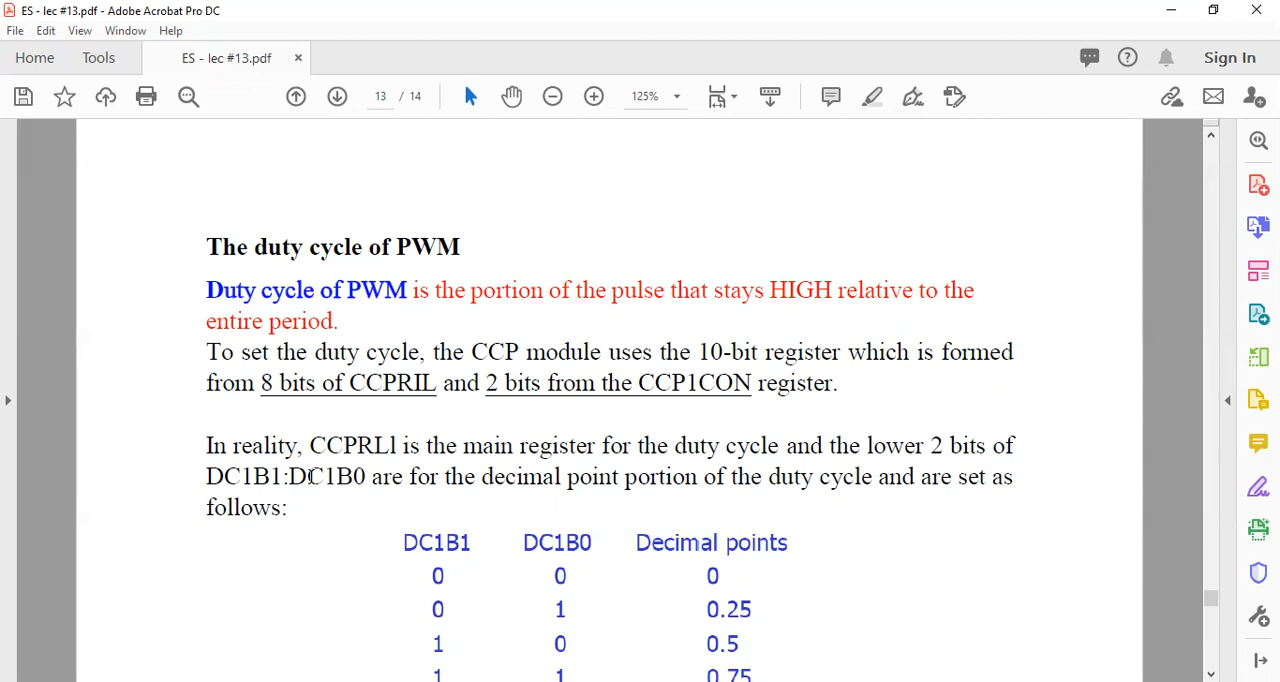 ES - lec #13.pdf - Adobe Acrobat Pro DC
File Edit View Window Help
Home Tools ES - lec #13.pdf × Sign In
13 / 14 125%
The duty cycle of PWM
Duty cycle of PWM is the portion of the pulse that stays HIGH relative to the
entire period.
To set the duty cycle, the CCP module uses the 10-bit register which is formed
from 8 bits of CCPRIL and 2 bits from the CCP1CON register.
In reality, CCPRLl is the main register for the duty cycle and the lower 2 bits of
DC1B1:DC1B0 are for the decimal point portion of the duty cycle and are set as
follows:
DC1B1 DC1B0 Decimal points
0 0 0
0 1 0.25
1 0 0.5
1 1 0.75